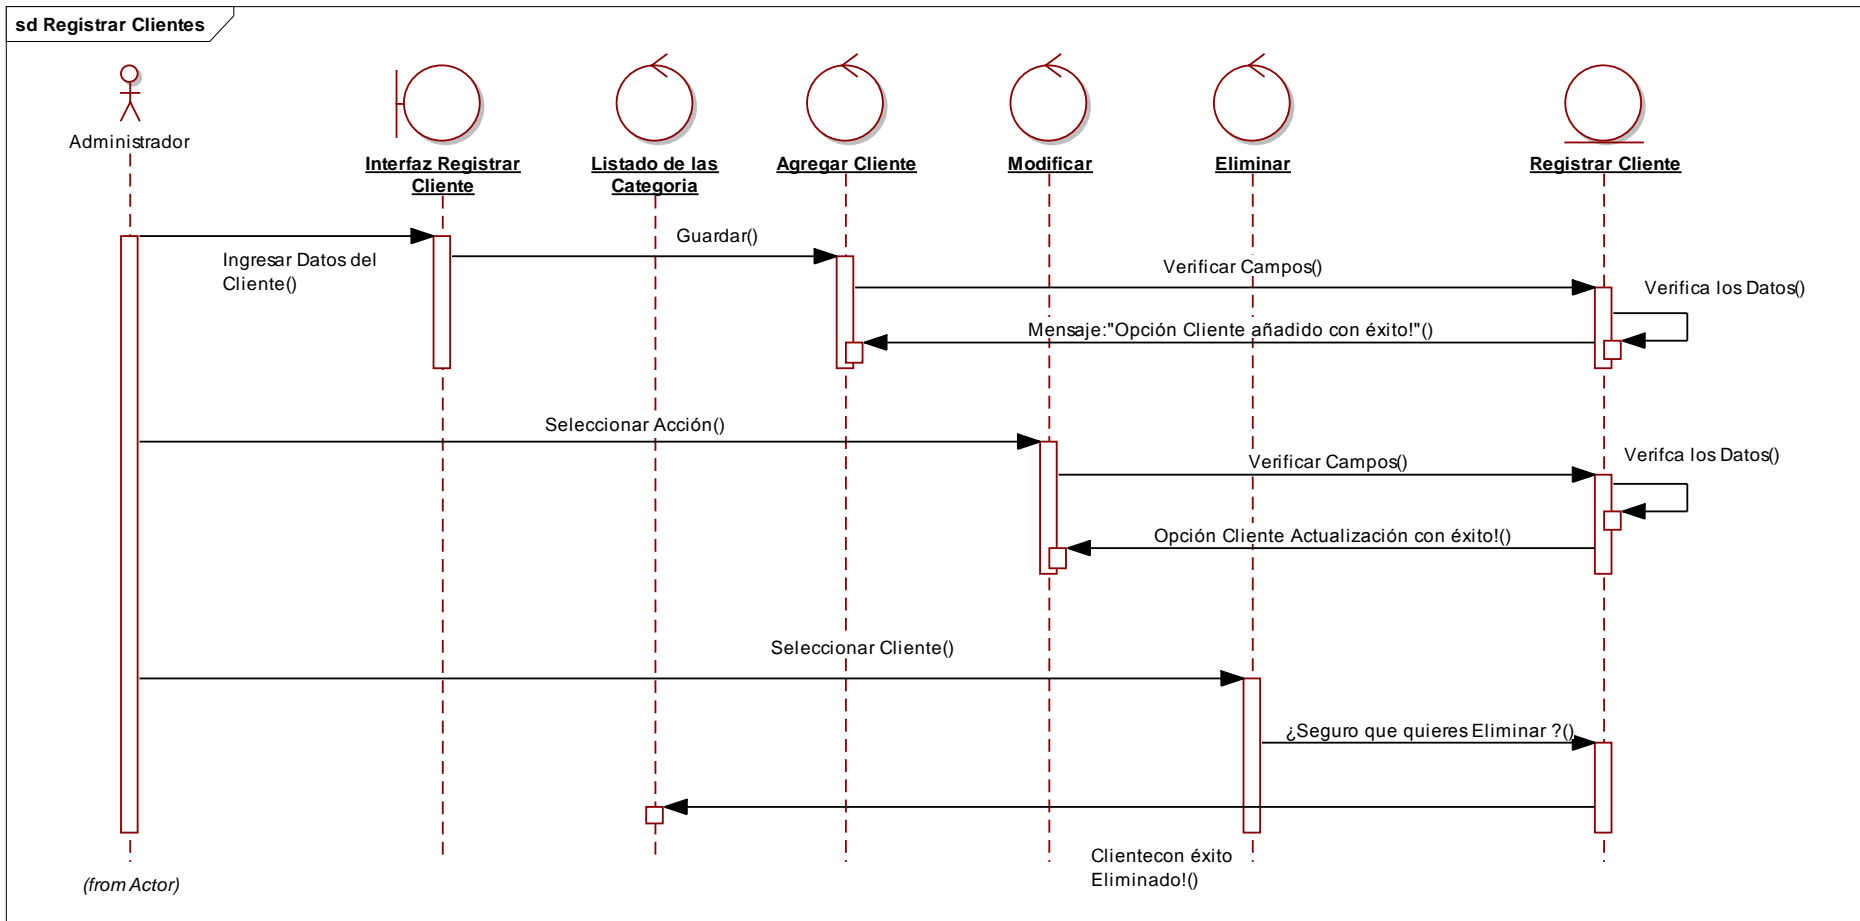 sd Registrar Clientes
Administrador
Interfaz Registrar
Cliente
Listado de las
Categoria
Agregar Cliente
Modificar
Eliminar
Registrar Cliente
Ingresar Datos del
Cliente()
Guardar()
Verificar Campos()
Verifica los Datos()
Mensaje:"Opción Cliente añadido con éxito!"()
Seleccionar Acción()
Verificar Campos()
Verifca los Datos()
Opción Cliente Actualización con éxito!()
Seleccionar Cliente()
¿Seguro que quieres Eliminar ?()
Clientecon éxito
Eliminado!()
(from Actor)